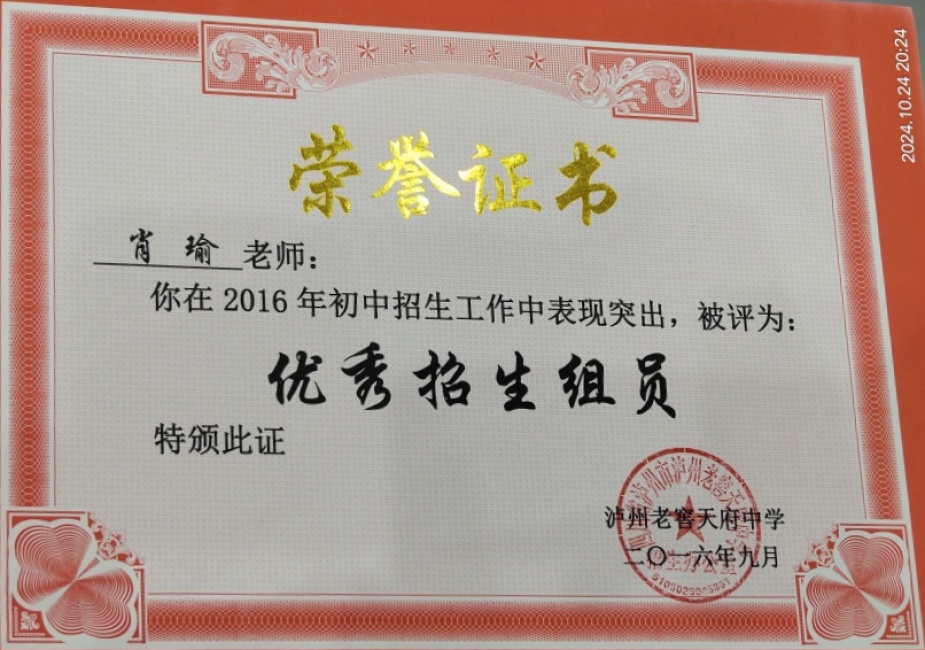 荣誉证书
肖瑜老师：
你在2016年初中招生工作中表现突出，被评为：
优秀招生组员
特颁此证
泸州老窖天府中学
二〇一六年九月
2024.10.24 20:24